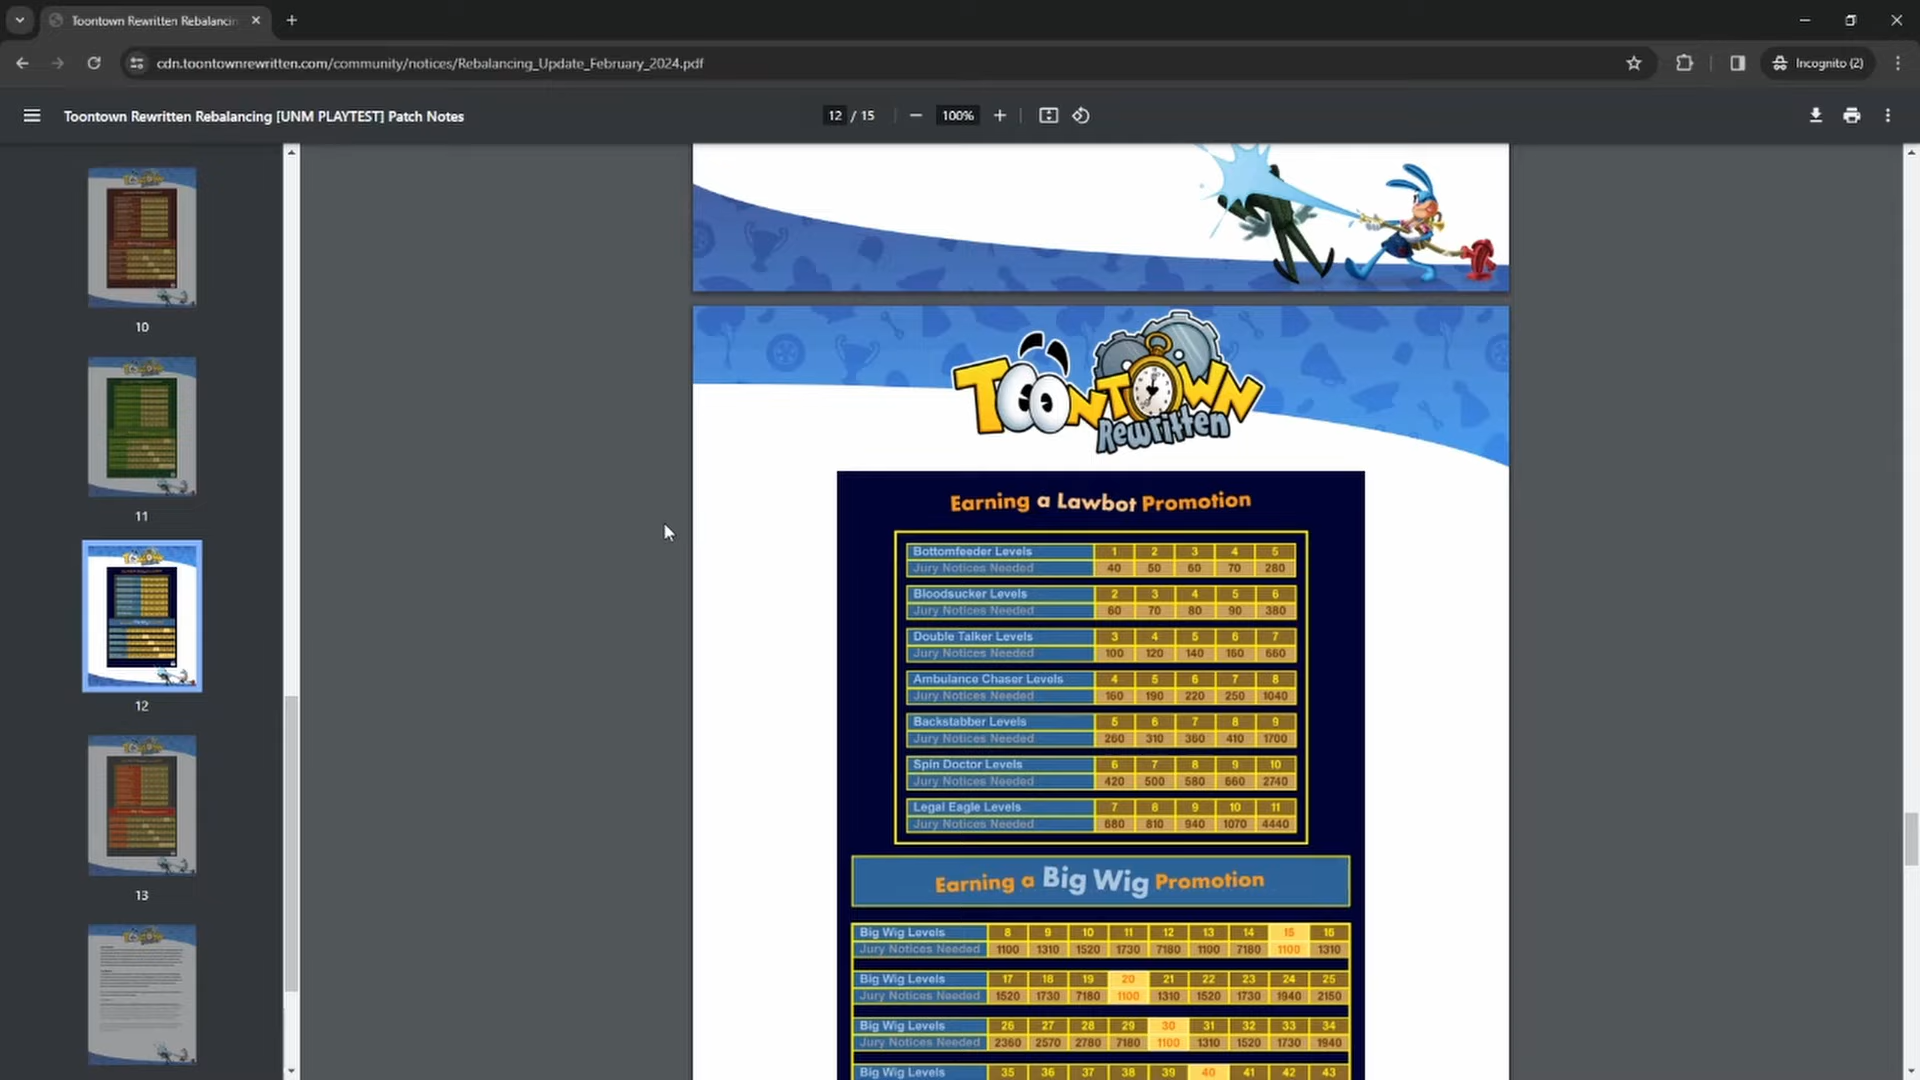 Toontown Rewritten Rebalancin
cdn.toontownrewritten.com/community/notices/Rebalancing_Update_February_2024.pdf
Incognito (2)
Toontown Rewritten Rebalancing [UNM PLAYTEST] Patch Notes
12 / 15
100%
10
11
12
13
TOONTOWN
Rewritten
Earning a Lawbot Promotion
Bottomfeeder Levels 1 2 3 4 5
Jury Notices Needed 40 50 60 70 280
Bloodsucker Levels 2 3 4 5 6
Jury Notices Needed 60 70 80 90 380
Double Talker Levels 3 4 5 6 7
Jury Notices Needed 100 120 140 160 660
Ambulance Chaser Levels 4 5 6 7 8
Jury Notices Needed 160 190 220 250 1040
Backstabber Levels 5 6 7 8 9
Jury Notices Needed 260 310 360 410 1700
Spin Doctor Levels 6 7 8 9 10
Jury Notices Needed 420 500 580 660 2740
Legal Eagle Levels 7 8 9 10 11
Jury Notices Needed 680 810 940 1070 4440
Earning a Big Wig Promotion
Big Wig Levels 8 9 10 11 12 13 14 15 16
Jury Notices Needed 1100 1310 1520 1730 7180 1100 7180 1100 1310
Big Wig Levels 17 18 19 20 21 22 23 24 25
Jury Notices Needed 1520 1730 7180 1100 1310 1520 1730 1940 2150
Big Wig Levels 26 27 28 29 30 31 32 33 34
Jury Notices Needed 2360 2570 2780 7180 1100 1310 1520 1730 1940
Big Wig Levels 35 36 37 38 39 40 41 42 43